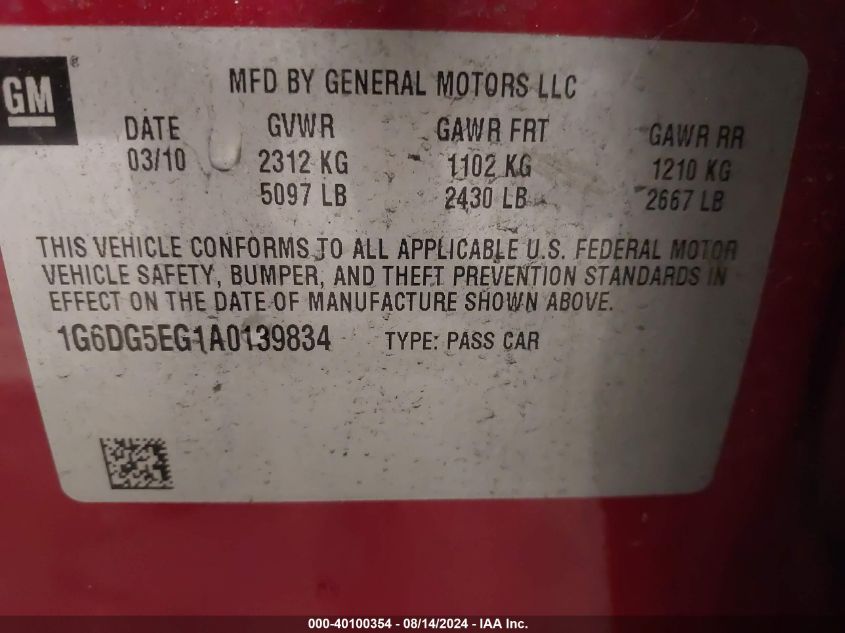 GM®
MFD BY GENERAL MOTORS LLC
DATE GVWR GAWR FRT GAWR RR
03/10 2312 KG 1102 KG 1210 KG
5097 LB 2430 LB 2667 LB
THIS VEHICLE CONFORMS TO ALL APPLICABLE U.S. FEDERAL MOTOR
VEHICLE SAFETY, BUMPER, AND THEFT PREVENTION STANDARDS IN
EFFECT ON THE DATE OF MANUFACTURE SHOWN ABOVE.
1G6DG5EG1A0139834 TYPE: PASS CAR
000-40100354 - 08/14/2024 - IAA Inc.